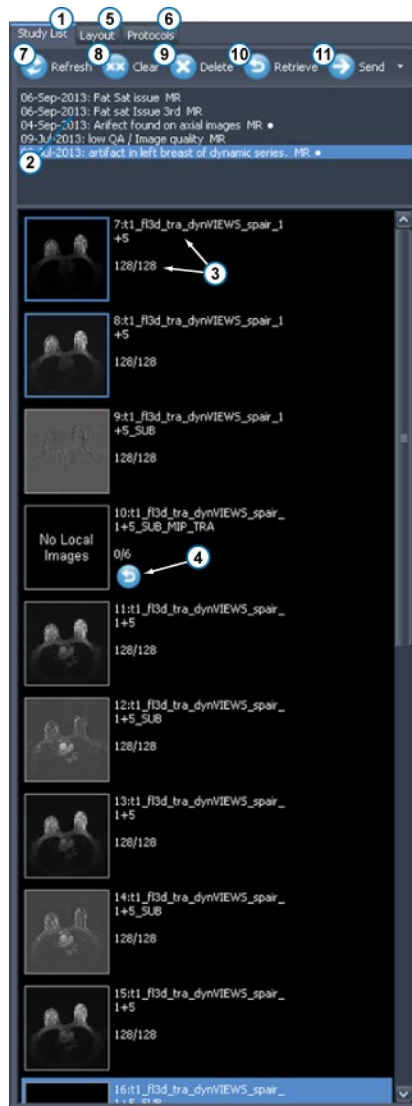 1 5 6
Study List Layout Protocols
7 8 9 10 11
Refresh Clear Delete Retrieve Send
06-Sep-2013: Fat Sat issue MR
06-Sep-2013: Fat sat Issue 3rd MR
04-Sep-2013: Arifect found on axial images MR ●
09-Jul-2013: low QA / Image quality MR
2
Jul-2013: artifact in left breast of dynamic series. MR ●
7:t1_fl3d_tra_dynVIEWS_spair_1
+5
128/128
3
8:t1_fl3d_tra_dynVIEWS_spair_1
+5
128/128
9:t1_fl3d_tra_dynVIEWS_spair_1
+5_SUB
128/128
No Local
Images
10:t1_fl3d_tra_dynVIEWS_spair_
1+5_SUB_MIP_TRA
0/6
4
11:t1_fl3d_tra_dynVIEWS_spair_
1+5
128/128
12:t1_fl3d_tra_dynVIEWS_spair_
1+5_SUB
128/128
13:t1_fl3d_tra_dynVIEWS_spair_
1+5
128/128
14:t1_fl3d_tra_dynVIEWS_spair_
1+5_SUB
128/128
15:t1_fl3d_tra_dynVIEWS_spair_
1+5
128/128
16:t1_fl3d_tra_dynVIEWS_spair_
1+5_SUB